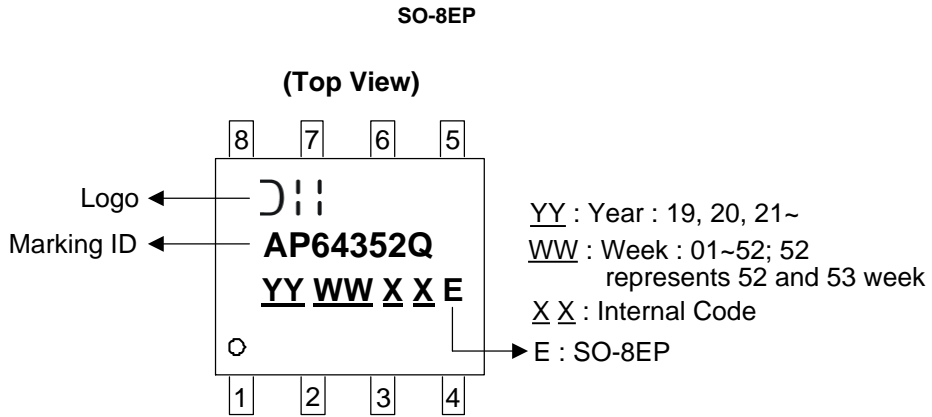 SO-8EP
(Top View)
8 7 6 5
Logo
Marking ID
AP64352Q
YY WW X X E
YY : Year : 19, 20, 21~
WW : Week : 01~52; 52
represents 52 and 53 week
X X : Internal Code
E : SO-8EP
1 2 3 4